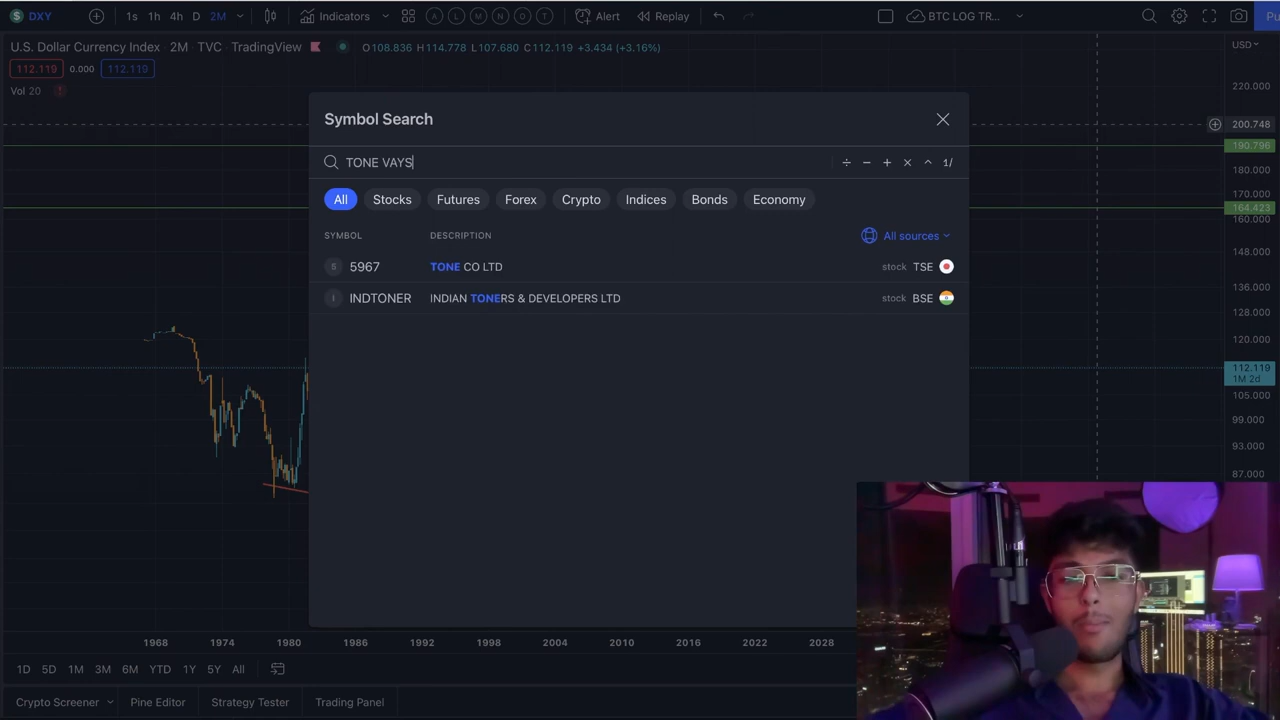 DXY 1s 1h 4h D 2M Indicators A L M N O T Alert Replay BTC LOG TR... Pu
U.S. Dollar Currency Index 2M TVC TradingView O108.836 H114.778 L107.680 C112.119 +3.434 (+3.16%) USD
112.119 0.000 112.119
Vol 20
220.000
200.748
190.796
180.000
170.000
164.423
160.000
148.000
136.000
128.000
120.000
112.119
1M 2d
105.000
99.000
93.000
87.000
Symbol Search
TONE VAYS ÷ − + × ^ 1/
All Stocks Futures Forex Crypto Indices Bonds Economy
SYMBOL DESCRIPTION All sources
S 5967 TONE CO LTD stock TSE
I INDTONER INDIAN TONERS & DEVELOPERS LTD stock BSE
1968 1974 1980 1986 1992 1998 2004 2010 2016 2022 2028
1D 5D 1M 3M 6M YTD 1Y 5Y All
Crypto Screener Pine Editor Strategy Tester Trading Panel